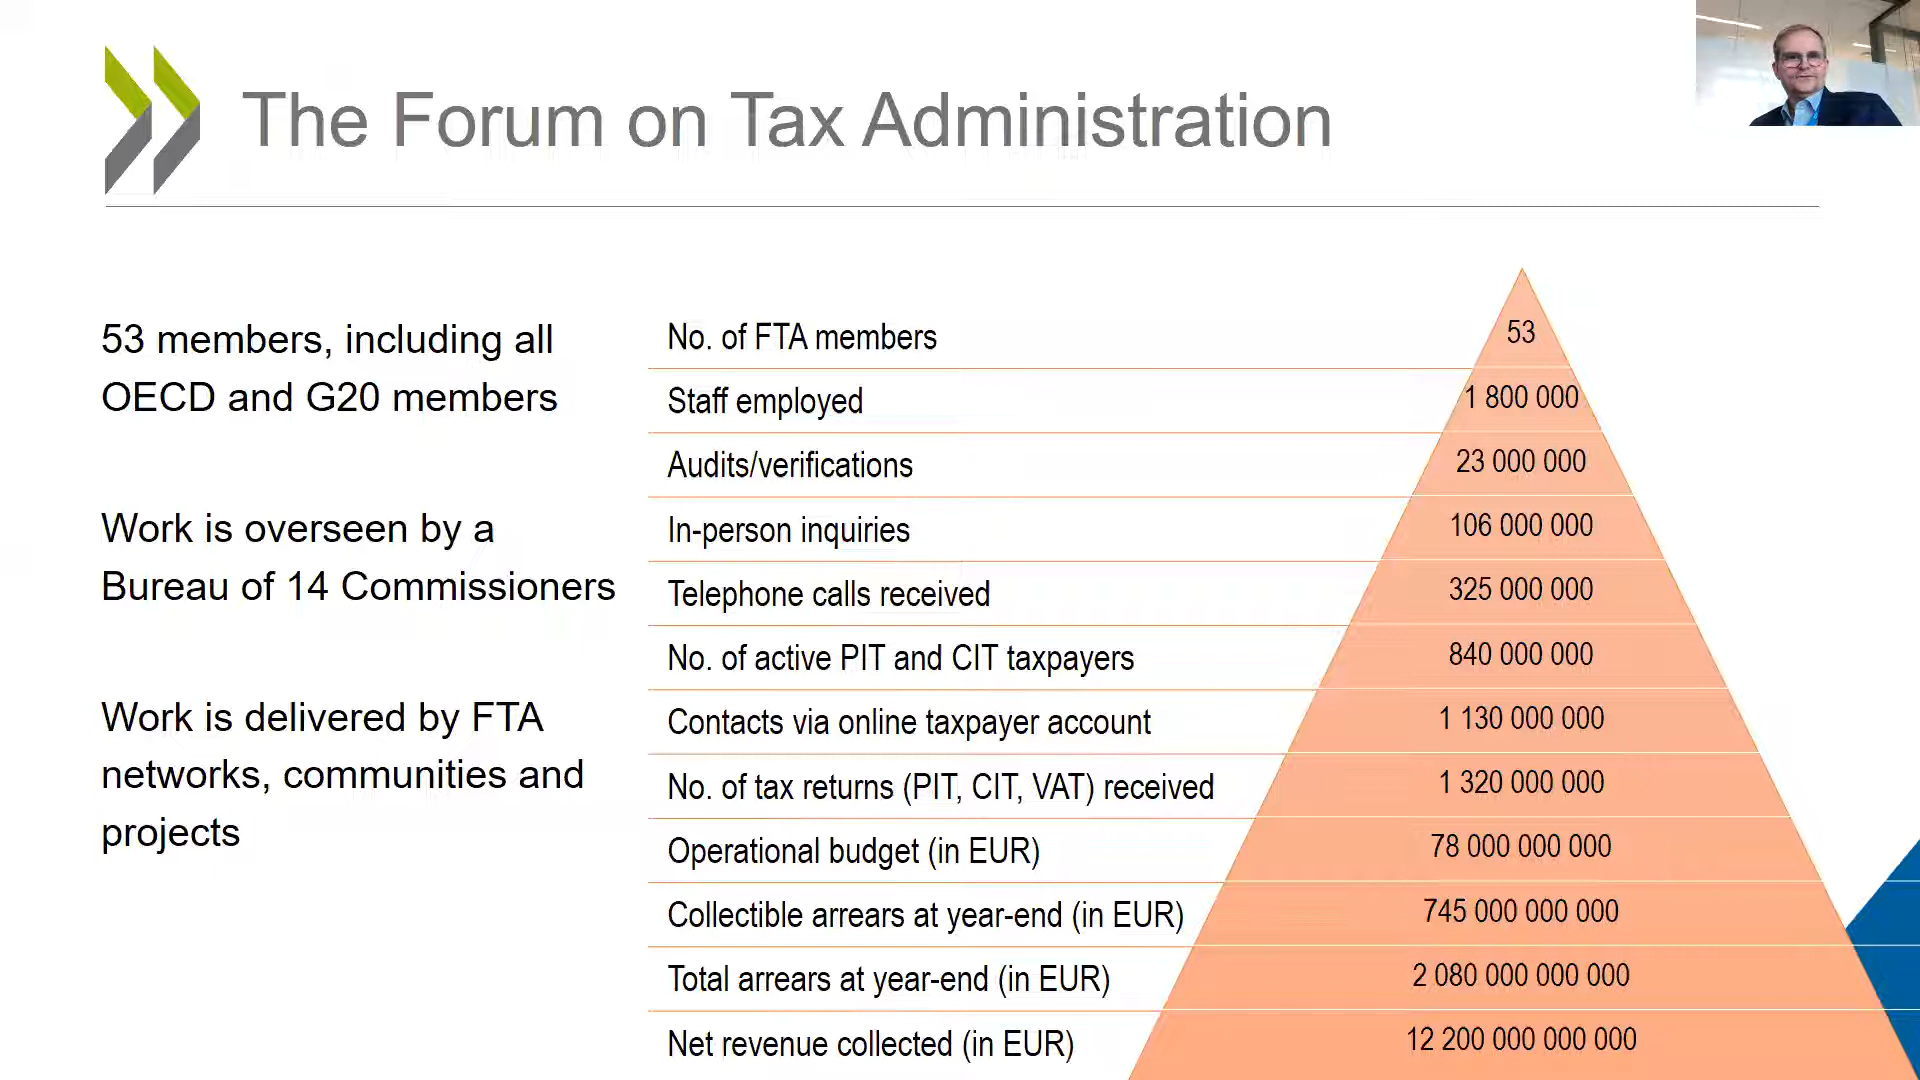 The Forum on Tax Administration
53 members, including all
OECD and G20 members
Work is overseen by a
Bureau of 14 Commissioners
Work is delivered by FTA
networks, communities and
projects
No. of FTA members 53
Staff employed 1 800 000
Audits/verifications 23 000 000
In-person inquiries 106 000 000
Telephone calls received 325 000 000
No. of active PIT and CIT taxpayers 840 000 000
Contacts via online taxpayer account 1 130 000 000
No. of tax returns (PIT, CIT, VAT) received 1 320 000 000
Operational budget (in EUR) 78 000 000 000
Collectible arrears at year-end (in EUR) 745 000 000 000
Total arrears at year-end (in EUR) 2 080 000 000 000
Net revenue collected (in EUR) 12 200 000 000 000